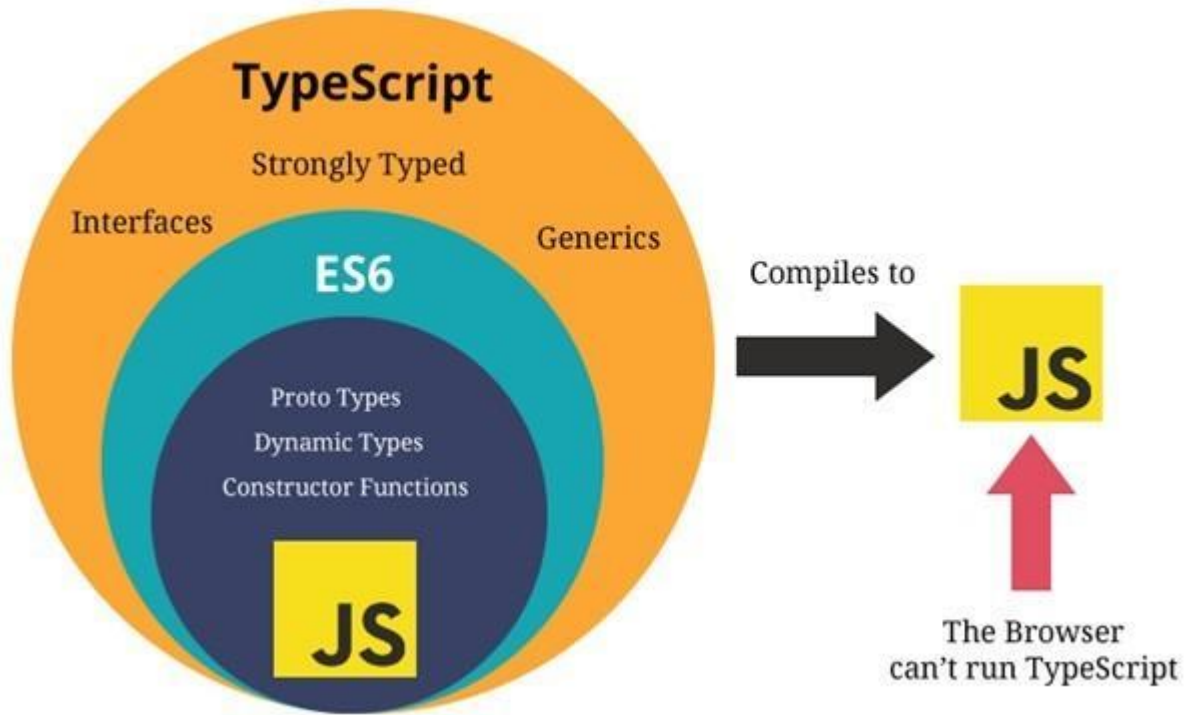 TypeScript
Strongly Typed
Interfaces
Generics
ES6
Proto Types
Dynamic Types
Constructor Functions
JS
Compiles to
JS
The Browser
can't run TypeScript